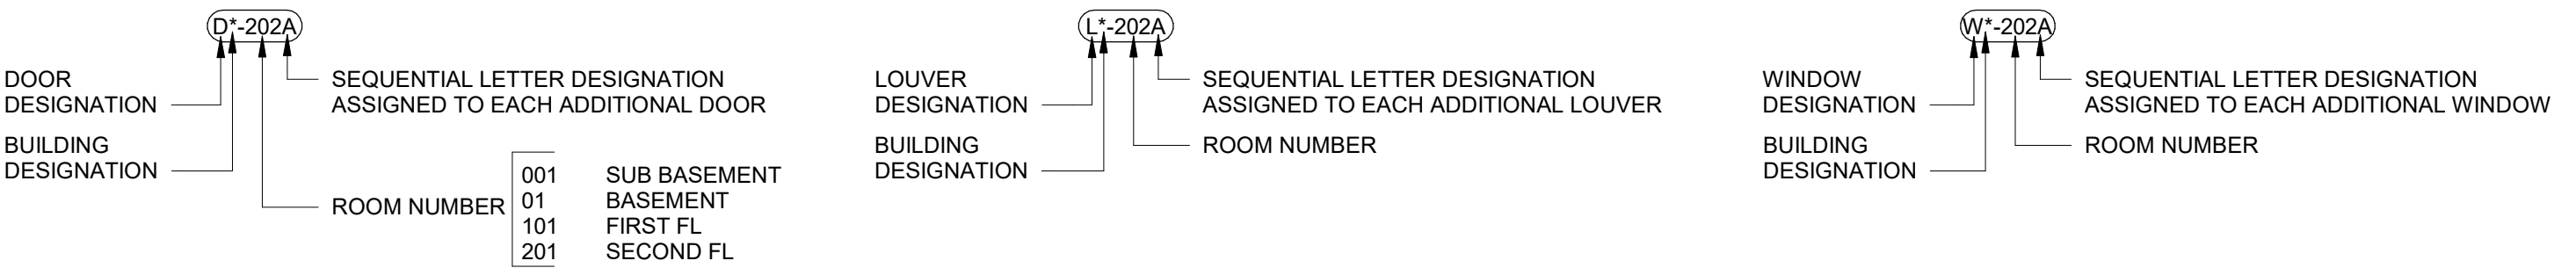 D*-202A
DOOR
DESIGNATION
SEQUENTIAL LETTER DESIGNATION
ASSIGNED TO EACH ADDITIONAL DOOR
BUILDING
DESIGNATION
ROOM NUMBER
001 SUB BASEMENT
01 BASEMENT
101 FIRST FL
201 SECOND FL
L*-202A
LOUVER
DESIGNATION
SEQUENTIAL LETTER DESIGNATION
ASSIGNED TO EACH ADDITIONAL LOUVER
BUILDING
DESIGNATION
ROOM NUMBER
W*-202A
WINDOW
DESIGNATION
SEQUENTIAL LETTER DESIGNATION
ASSIGNED TO EACH ADDITIONAL WINDOW
BUILDING
DESIGNATION
ROOM NUMBER